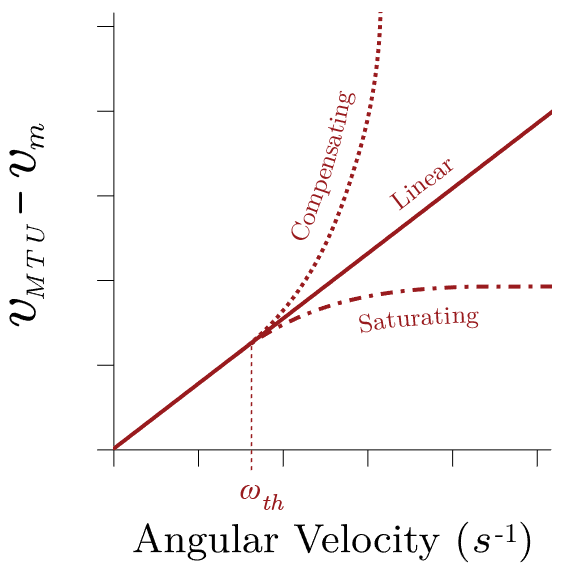 v_{MTU} − v_m
Compensating
Linear
Saturating
ω_{th}
Angular Velocity (s^{-1})